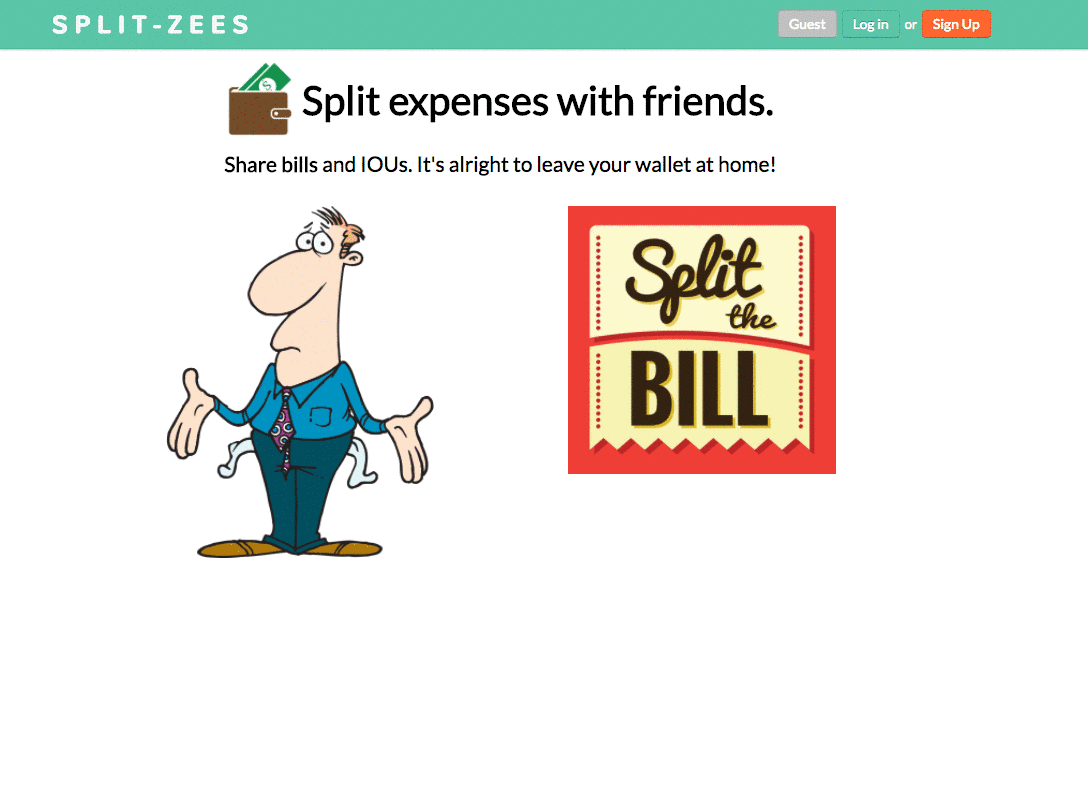 SPLIT-ZEES
Guest Log in or Sign Up
$
Split expenses with friends.
Share bills and IOUs. It's alright to leave your wallet at home!
Split
the
BILL